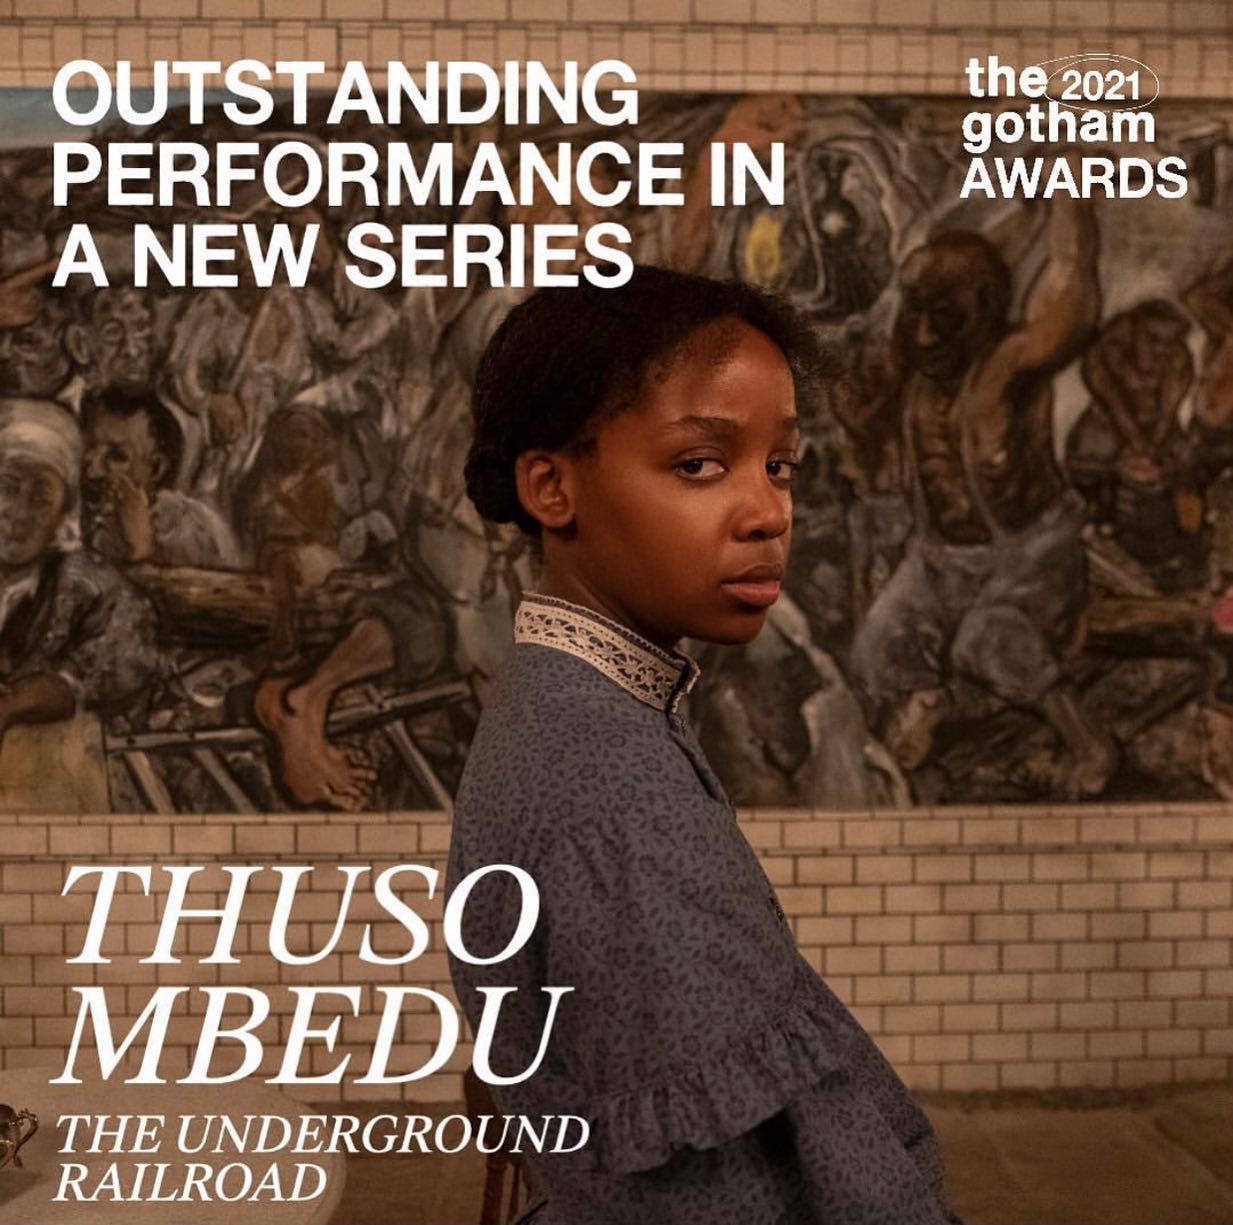 OUTSTANDING
PERFORMANCE IN
A NEW SERIES
the 2021
gotham
AWARDS
THUSO
MBEDU
THE UNDERGROUND
RAILROAD